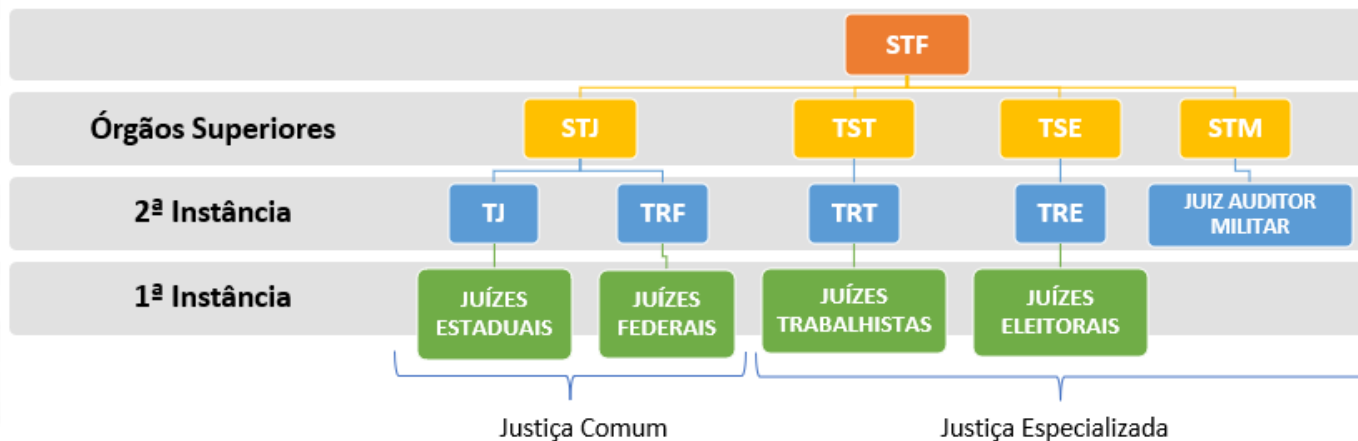 STF
Órgãos Superiores
STJ
TST
TSE
STM
2ª Instância
TJ
TRF
TRT
TRE
JUIZ AUDITOR
MILITAR
1ª Instância
JUÍZES
ESTADUAIS
JUÍZES
FEDERAIS
JUÍZES
TRABALHISTAS
JUÍZES
ELEITORAIS
Justiça Comum
Justiça Especializada